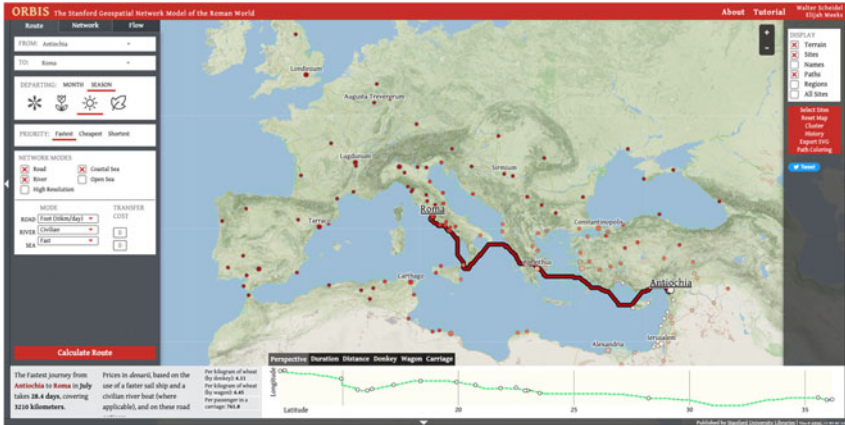 ORBIS The Stanford Geospatial Network Model of the Roman World
About Tutorial
Walter Scheidel
Elijah Meeks
Route Network Flow
FROM: Antiochia
TO: Roma
DEPARTING: MONTH SEASON
PRIORITY: Fastest Cheapest Shortest
NETWORK MODES
Road Coastal Sea
River Open Sea
High Resolution
MODE TRANSFER COST
ROAD Foot (30km/day)
RIVER Civilian 0
SEA Fast 0
Calculate Route
+
-
DISPLAY
Terrain
Sites
Names
Paths
Regions
All Sites
Select Sites
Reset Map
Cluster
History
Export SVG
Path Coloring
Tweet
Londinium
Augusta Treverorum
Lugdunum
Sirmium
Tarraco
Roma
Constantinopolis
Carthago
Corinthus
Antiochia
Alexandria
Jerusalem
The Fastest journey from
Antiochia to Roma in July
takes 28.4 days, covering
3210 kilometers.
Prices in denarii, based on the
use of a faster sail ship and a
civilian river boat (where
applicable), and on these road
Per kilogram of wheat
(by donkey): 4.51
Per kilogram of wheat
(by wagon): 4.65
Per passenger in a
carriage: 761.8
Perspective Duration Distance Donkey Wagon Carriage
Longitude
Latitude
20
25
30
35
Published by Stanford University Libraries